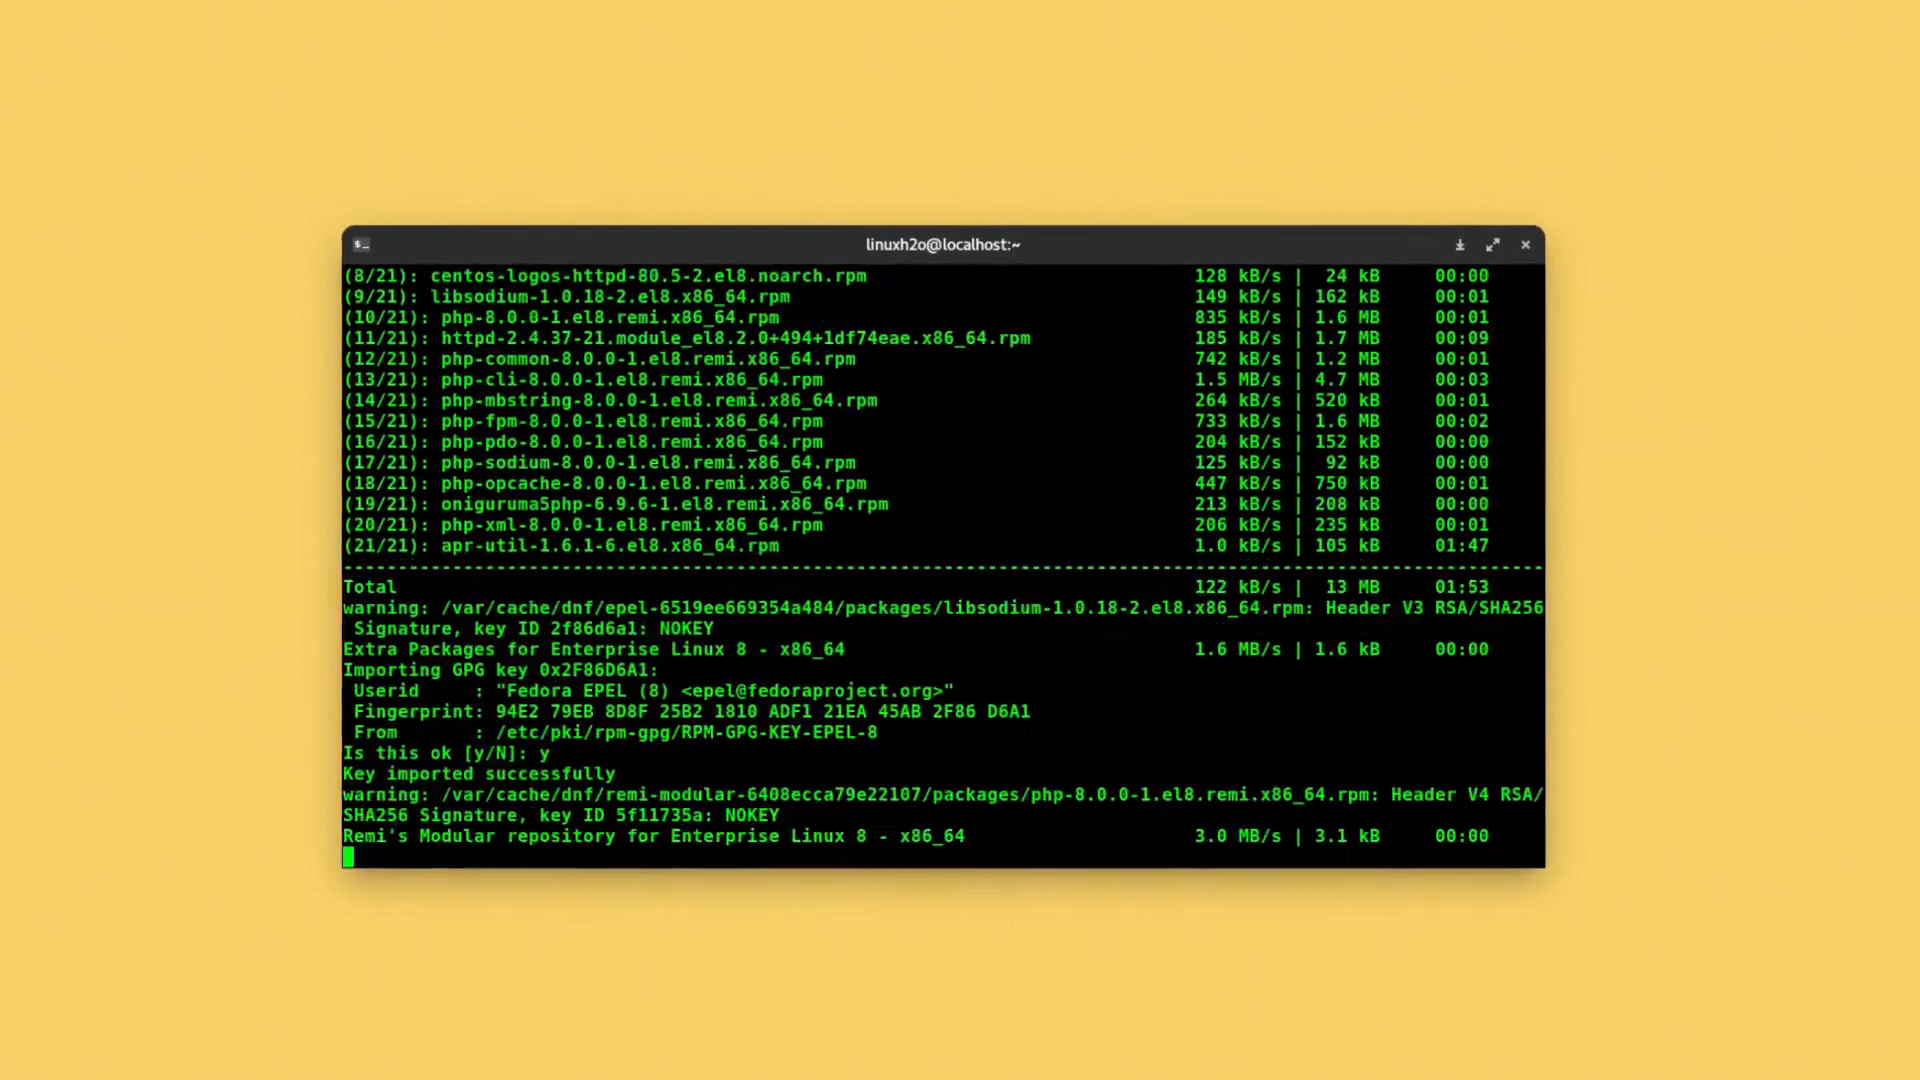 $_
linuxh2o@localhost:~
(8/21): centos-logos-httpd-80.5-2.el8.noarch.rpm 128 kB/s | 24 kB 00:00
(9/21): libsodium-1.0.18-2.el8.x86_64.rpm 149 kB/s | 162 kB 00:01
(10/21): php-8.0.0-1.el8.remi.x86_64.rpm 835 kB/s | 1.6 MB 00:01
(11/21): httpd-2.4.37-21.module_el8.2.0+494+1df74eae.x86_64.rpm 185 kB/s | 1.7 MB 00:09
(12/21): php-common-8.0.0-1.el8.remi.x86_64.rpm 742 kB/s | 1.2 MB 00:01
(13/21): php-cli-8.0.0-1.el8.remi.x86_64.rpm 1.5 MB/s | 4.7 MB 00:03
(14/21): php-mbstring-8.0.0-1.el8.remi.x86_64.rpm 264 kB/s | 520 kB 00:01
(15/21): php-fpm-8.0.0-1.el8.remi.x86_64.rpm 733 kB/s | 1.6 MB 00:02
(16/21): php-pdo-8.0.0-1.el8.remi.x86_64.rpm 204 kB/s | 152 kB 00:00
(17/21): php-sodium-8.0.0-1.el8.remi.x86_64.rpm 125 kB/s | 92 kB 00:00
(18/21): php-opcache-8.0.0-1.el8.remi.x86_64.rpm 447 kB/s | 750 kB 00:01
(19/21): oniguruma5php-6.9.6-1.el8.remi.x86_64.rpm 213 kB/s | 208 kB 00:00
(20/21): php-xml-8.0.0-1.el8.remi.x86_64.rpm 206 kB/s | 235 kB 00:01
(21/21): apr-util-1.6.1-6.el8.x86_64.rpm 1.0 kB/s | 105 kB 01:47
--------------------------------------------------------------------------------------------------------------
Total 122 kB/s | 13 MB 01:53
warning: /var/cache/dnf/epel-6519ee669354a484/packages/libsodium-1.0.18-2.el8.x86_64.rpm: Header V3 RSA/SHA256
Signature, key ID 2f86d6a1: NOKEY
Extra Packages for Enterprise Linux 8 - x86_64 1.6 MB/s | 1.6 kB 00:00
Importing GPG key 0x2F86D6A1:
Userid : "Fedora EPEL (8) <epel@fedoraproject.org>"
Fingerprint: 94E2 79EB 8D8F 25B2 1810 ADF1 21EA 45AB 2F86 D6A1
From : /etc/pki/rpm-gpg/RPM-GPG-KEY-EPEL-8
Is this ok [y/N]: y
Key imported successfully
warning: /var/cache/dnf/remi-modular-6408ecca79e22107/packages/php-8.0.0-1.el8.remi.x86_64.rpm: Header V4 RSA/
SHA256 Signature, key ID 5f11735a: NOKEY
Remi's Modular repository for Enterprise Linux 8 - x86_64 3.0 MB/s | 3.1 kB 00:00